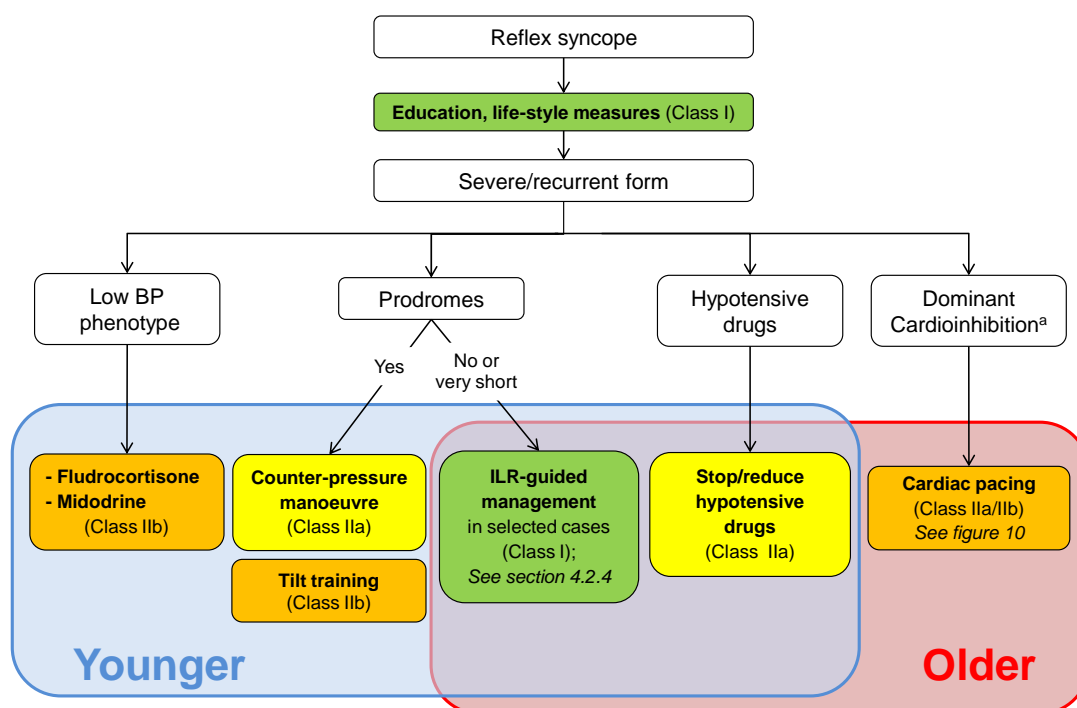 Reflex syncope
Education, life-style measures (Class I)
Severe/recurrent form
Low BP
phenotype
Prodromes
Hypotensive
drugs
Dominant
Cardioinhibitionᵃ
Yes
No or
very short
- Fludrocortisone
- Midodrine
(Class IIb)
Counter-pressure
manoeuvre
(Class IIa)
Tilt training
(Class IIb)
ILR-guided
management
in selected cases
(Class I);
See section 4.2.4
Stop/reduce
hypotensive
drugs
(Class IIa)
Cardiac pacing
(Class IIa/IIb)
See figure 10
Younger
Older